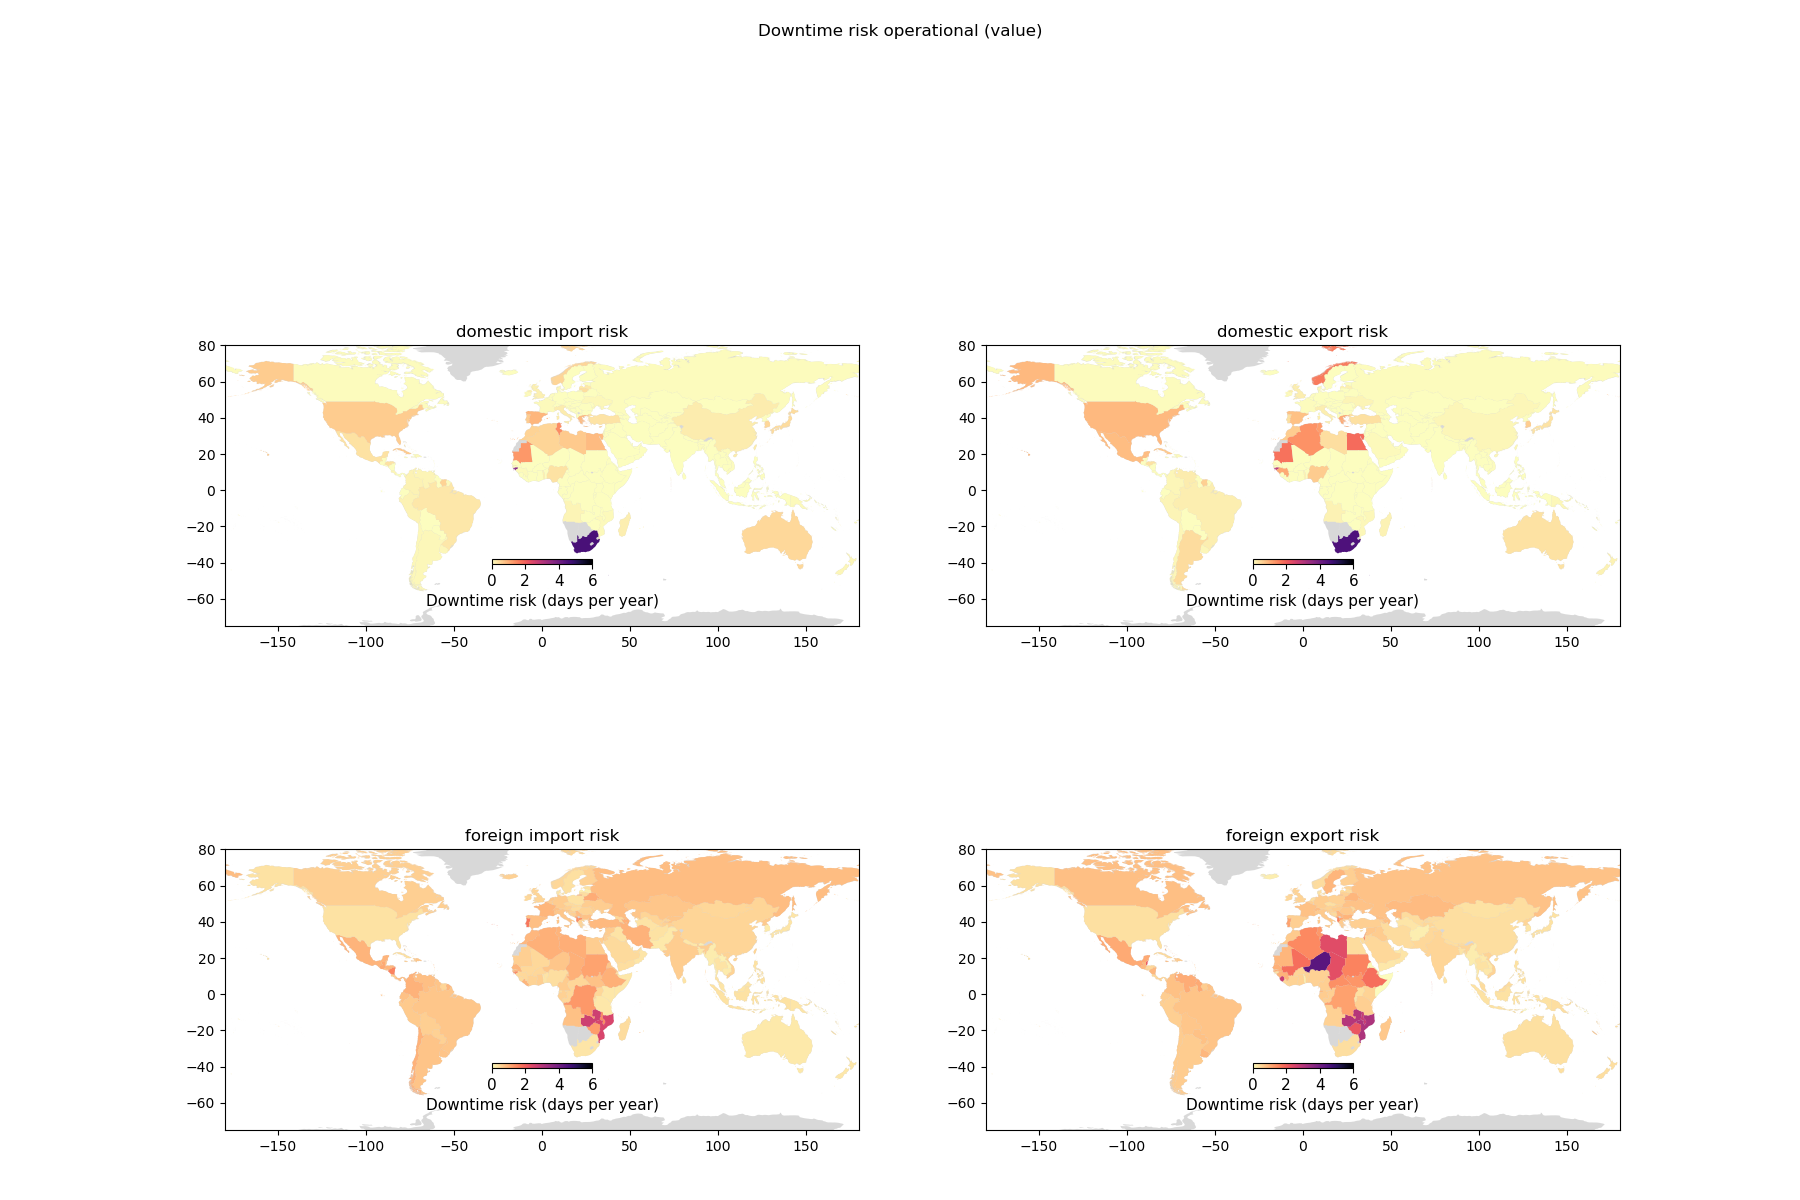 Downtime risk operational (value)
domestic import risk
80
60
40
20
0
−20
−40
−60
−150 −100 −50 0 50 100 150
0 2 4 6
Downtime risk (days per year)
domestic export risk
80
60
40
20
0
−20
−40
−60
−150 −100 −50 0 50 100 150
0 2 4 6
Downtime risk (days per year)
foreign import risk
80
60
40
20
0
−20
−40
−60
−150 −100 −50 0 50 100 150
0 2 4 6
Downtime risk (days per year)
foreign export risk
80
60
40
20
0
−20
−40
−60
−150 −100 −50 0 50 100 150
0 2 4 6
Downtime risk (days per year)